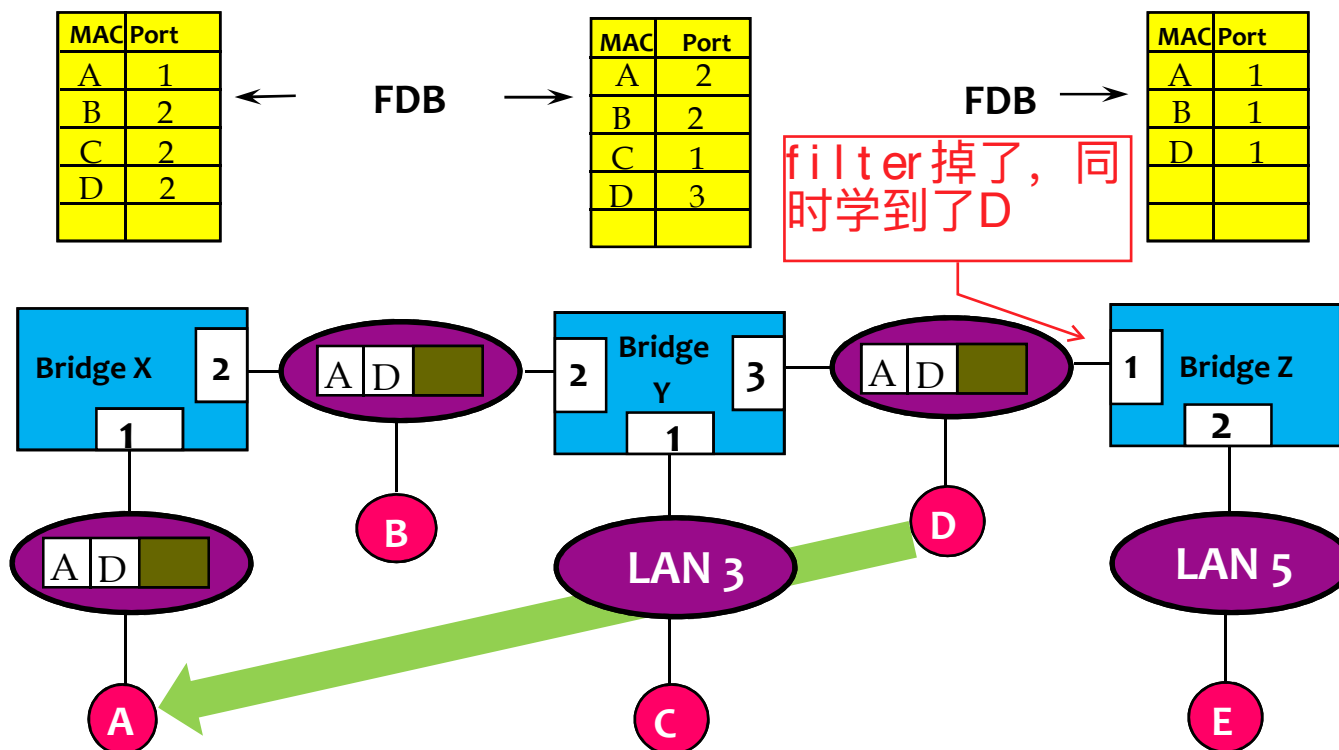 MAC Port
A 1
B 2
C 2
D 2
FDB
MAC Port
A 2
B 2
C 1
D 3
FDB
MAC Port
A 1
B 1
D 1
filter掉了，同
时学到了D
Bridge X
2
1
A D
2
Bridge
Y
3
1
A D
1
Bridge Z
2
B
D
A D
LAN 3
LAN 5
A
C
E